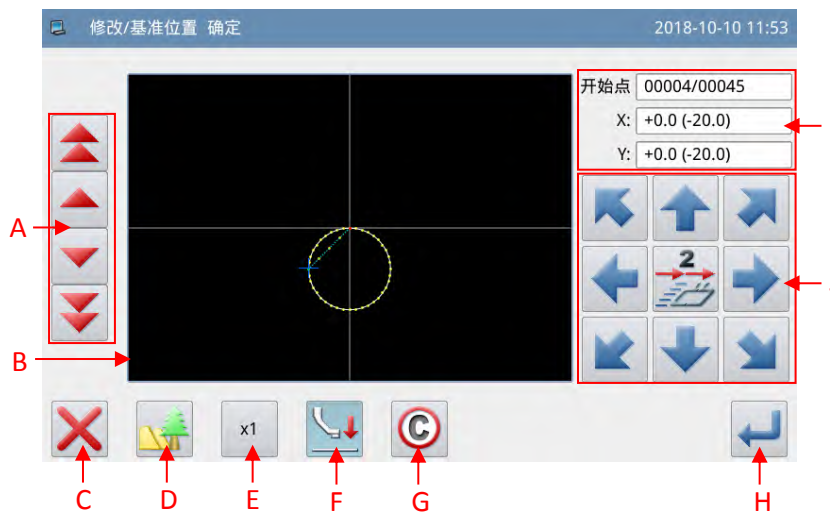 修改/基准位置 确定 2018-10-10 11:53
开始点 00004/00045
X: +0.0 (-20.0)
Y: +0.0 (-20.0)
A
2
B
x1
C
C D E F G H